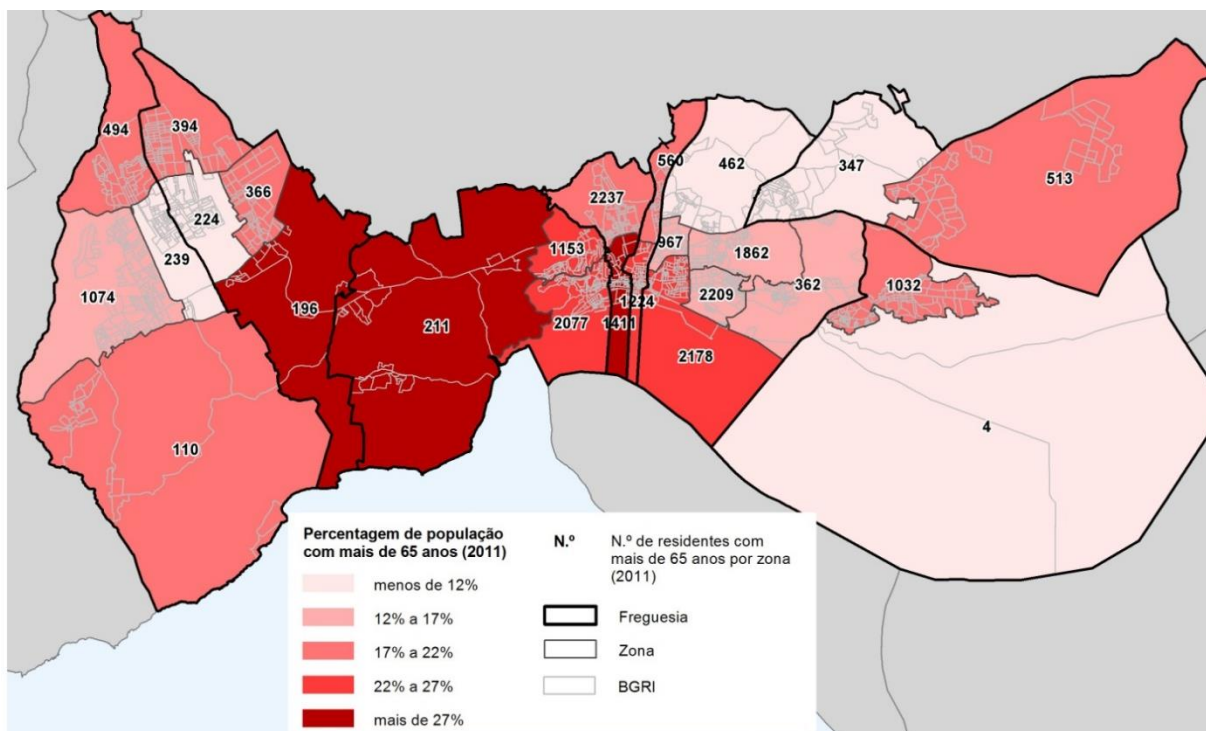 494
394
366
224
239
1074
196
110
211
560
462
347
513
2237
1153
967
1862
362
1032
2209
1224
2077
1411
2178
4
Percentagem de população
com mais de 65 anos (2011)
menos de 12%
12% a 17%
17% a 22%
22% a 27%
mais de 27%
N.º
N.º de residentes com
mais de 65 anos por zona
(2011)
Freguesia
Zona
BGRI